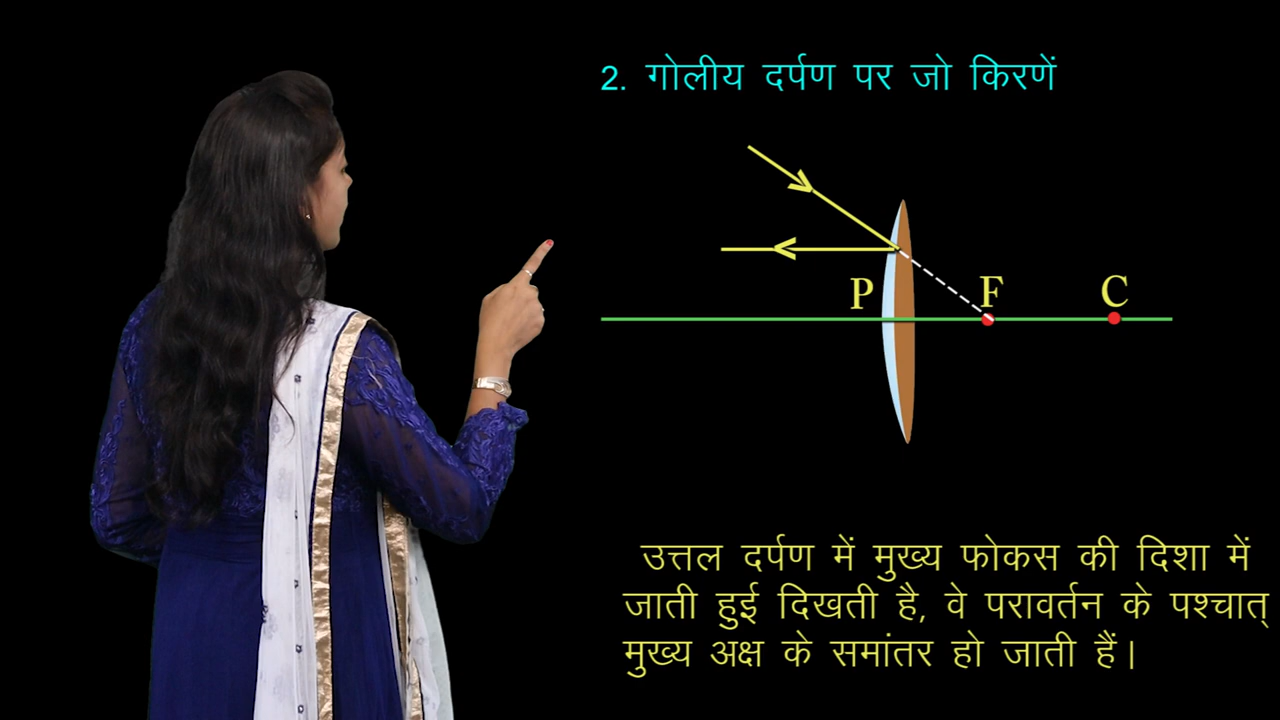 2. गोलीय दर्पण पर जो किरणें
P
F
C
उत्तल दर्पण में मुख्य फोकस की दिशा में
जाती हुई दिखती है, वे परावर्तन के पश्चात्
मुख्य अक्ष के समांतर हो जाती हैं।